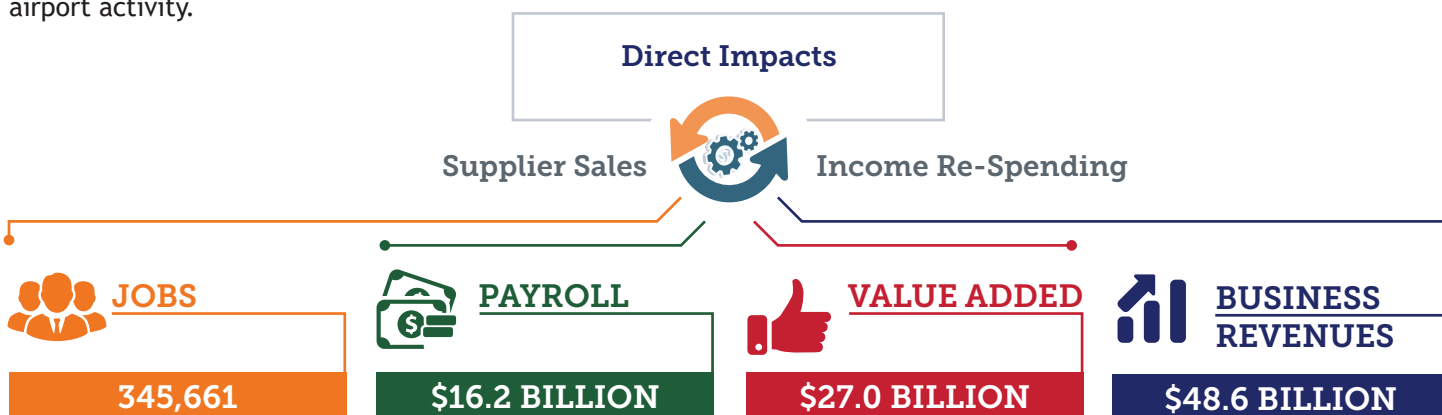 airport activity.
Direct Impacts
Supplier Sales
Income Re-Spending
JOBS
PAYROLL
VALUE ADDED
BUSINESS
REVENUES
345,661
$16.2 BILLION
$27.0 BILLION
$48.6 BILLION